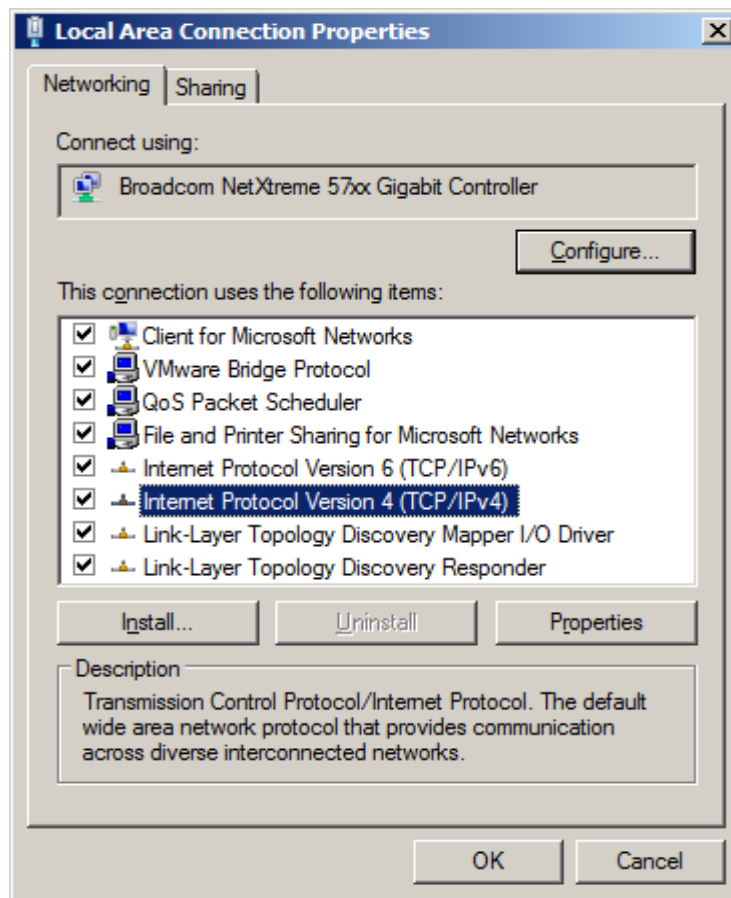 Local Area Connection Properties
Networking
Sharing
Connect using:
Broadcom NetXtreme 57xx Gigabit Controller
Configure...
This connection uses the following items:
Client for Microsoft Networks
VMware Bridge Protocol
QoS Packet Scheduler
File and Printer Sharing for Microsoft Networks
Internet Protocol Version 6 (TCP/IPv6)
Internet Protocol Version 4 (TCP/IPv4)
Link-Layer Topology Discovery Mapper I/O Driver
Link-Layer Topology Discovery Responder
Install...
Uninstall
Properties
Description
Transmission Control Protocol/Internet Protocol. The default
wide area network protocol that provides communication
across diverse interconnected networks.
OK
Cancel